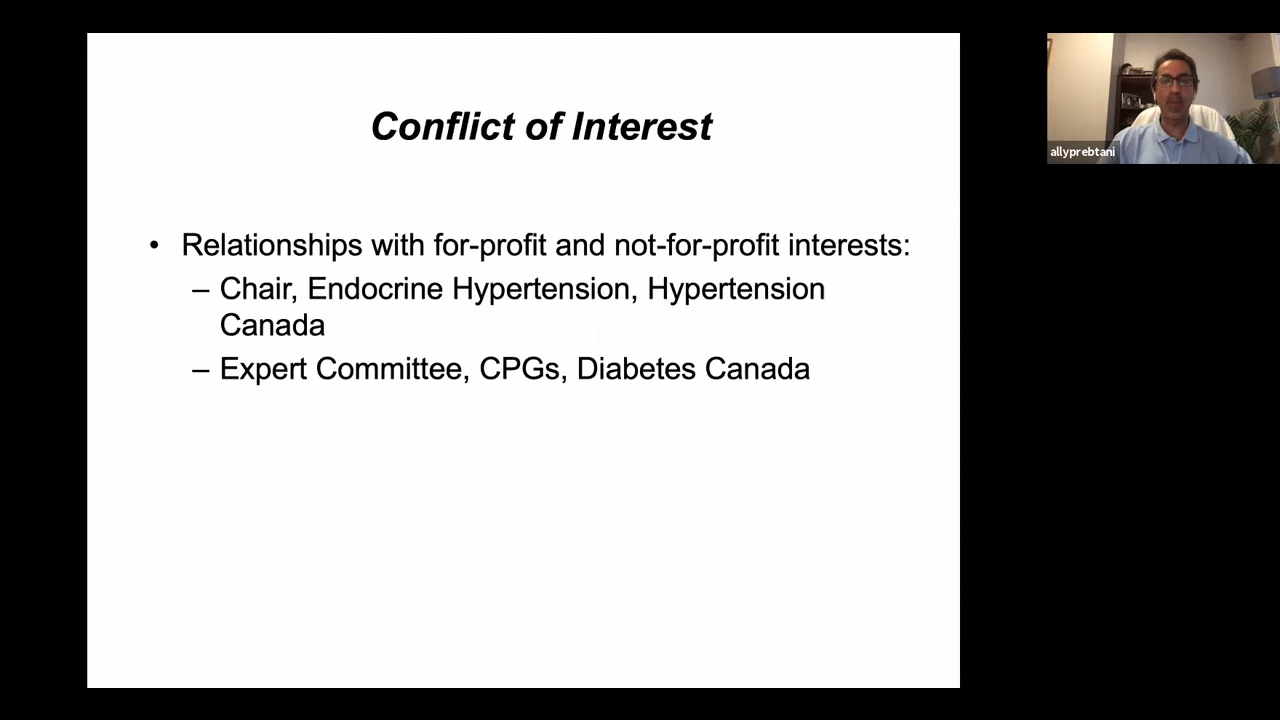 Conflict of Interest
• Relationships with for-profit and not-for-profit interests:
– Chair, Endocrine Hypertension, Hypertension
Canada
– Expert Committee, CPGs, Diabetes Canada
allyprebtani